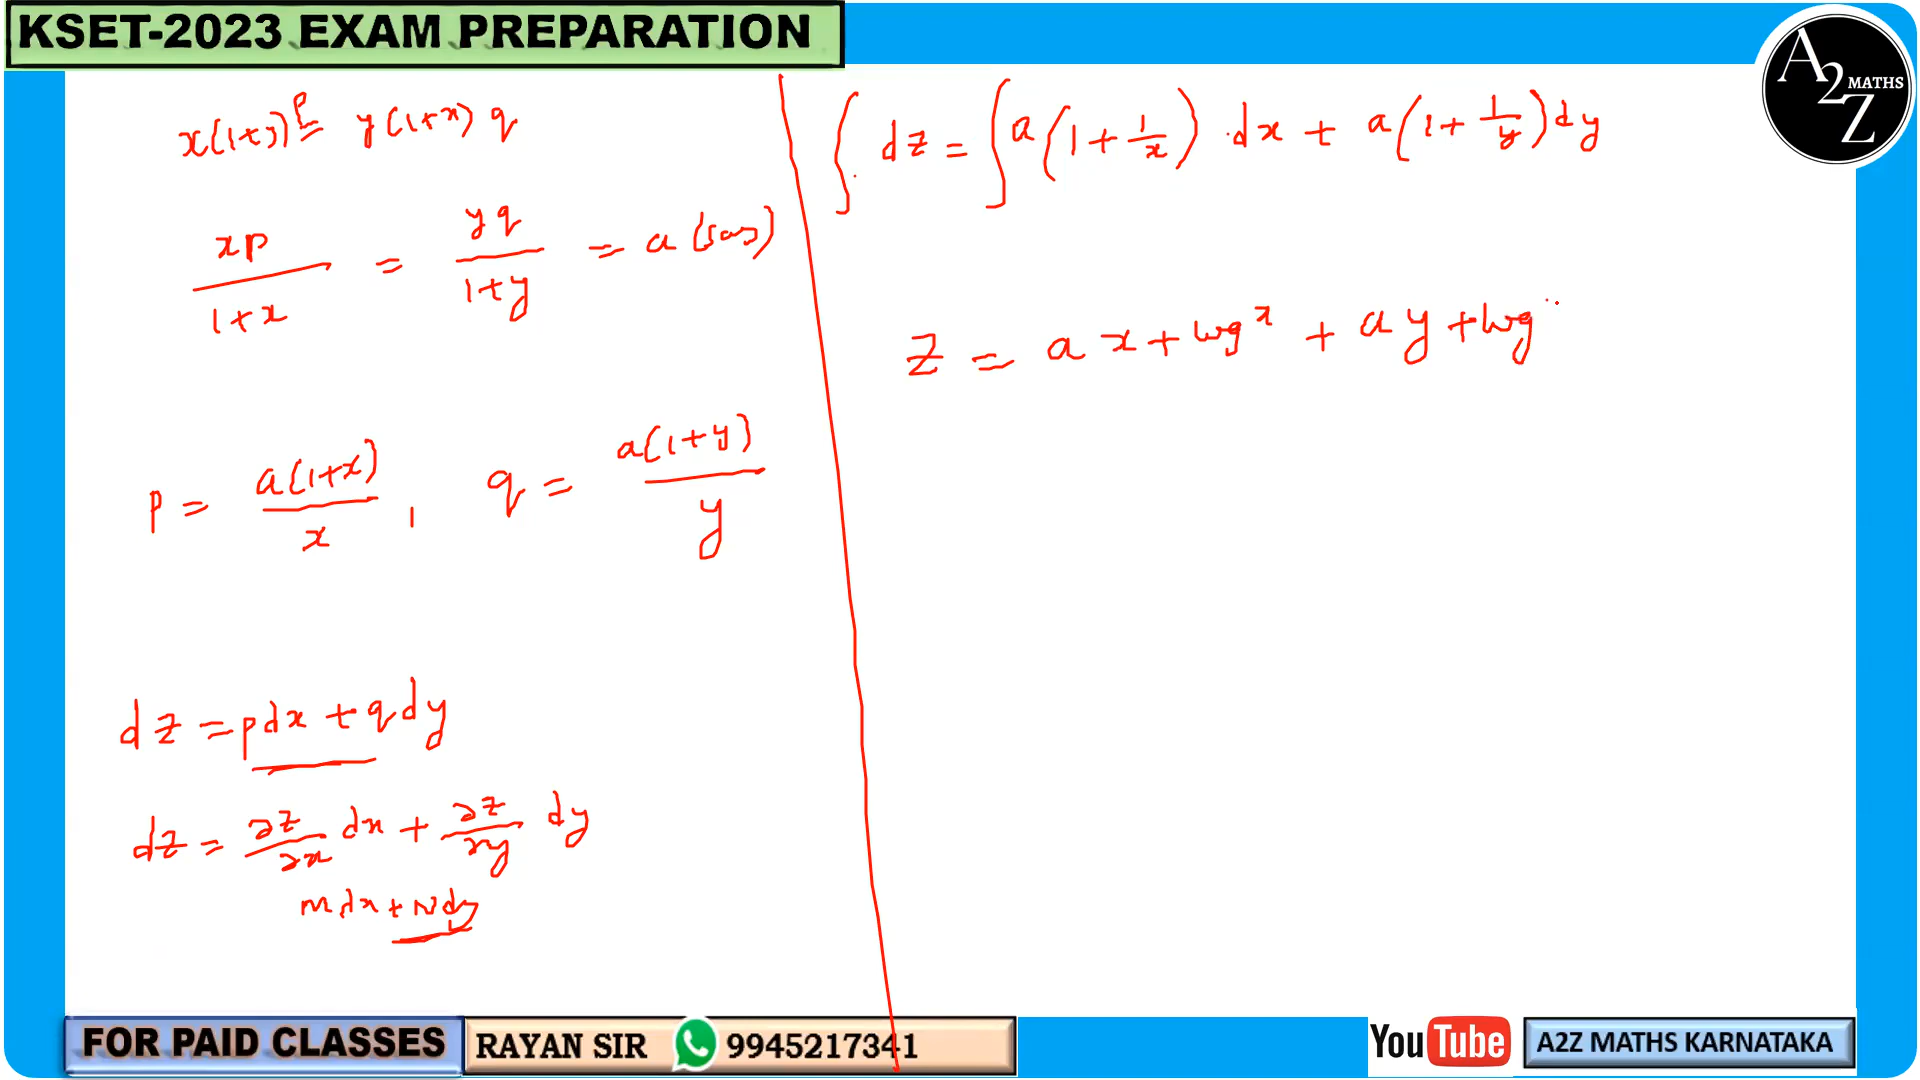 KSET-2023 EXAM PREPARATION
A2Z MATHS
x(1+y)p = y(1+x) q
xp/(1+x) = yq/(1+y) = a (say)
p = a(1+x)/x , q = a(1+y)/y
dz = pdx + qdy
dz = ∂z/∂x dx + ∂z/∂y dy
Mdx + Ndy
∫ dz = ∫ a(1 + 1/x) dx + a(1 + 1/y) dy
z = ax + log x + ay + log
FOR PAID CLASSES
RAYAN SIR 9945217341
YouTube
A2Z MATHS KARNATAKA